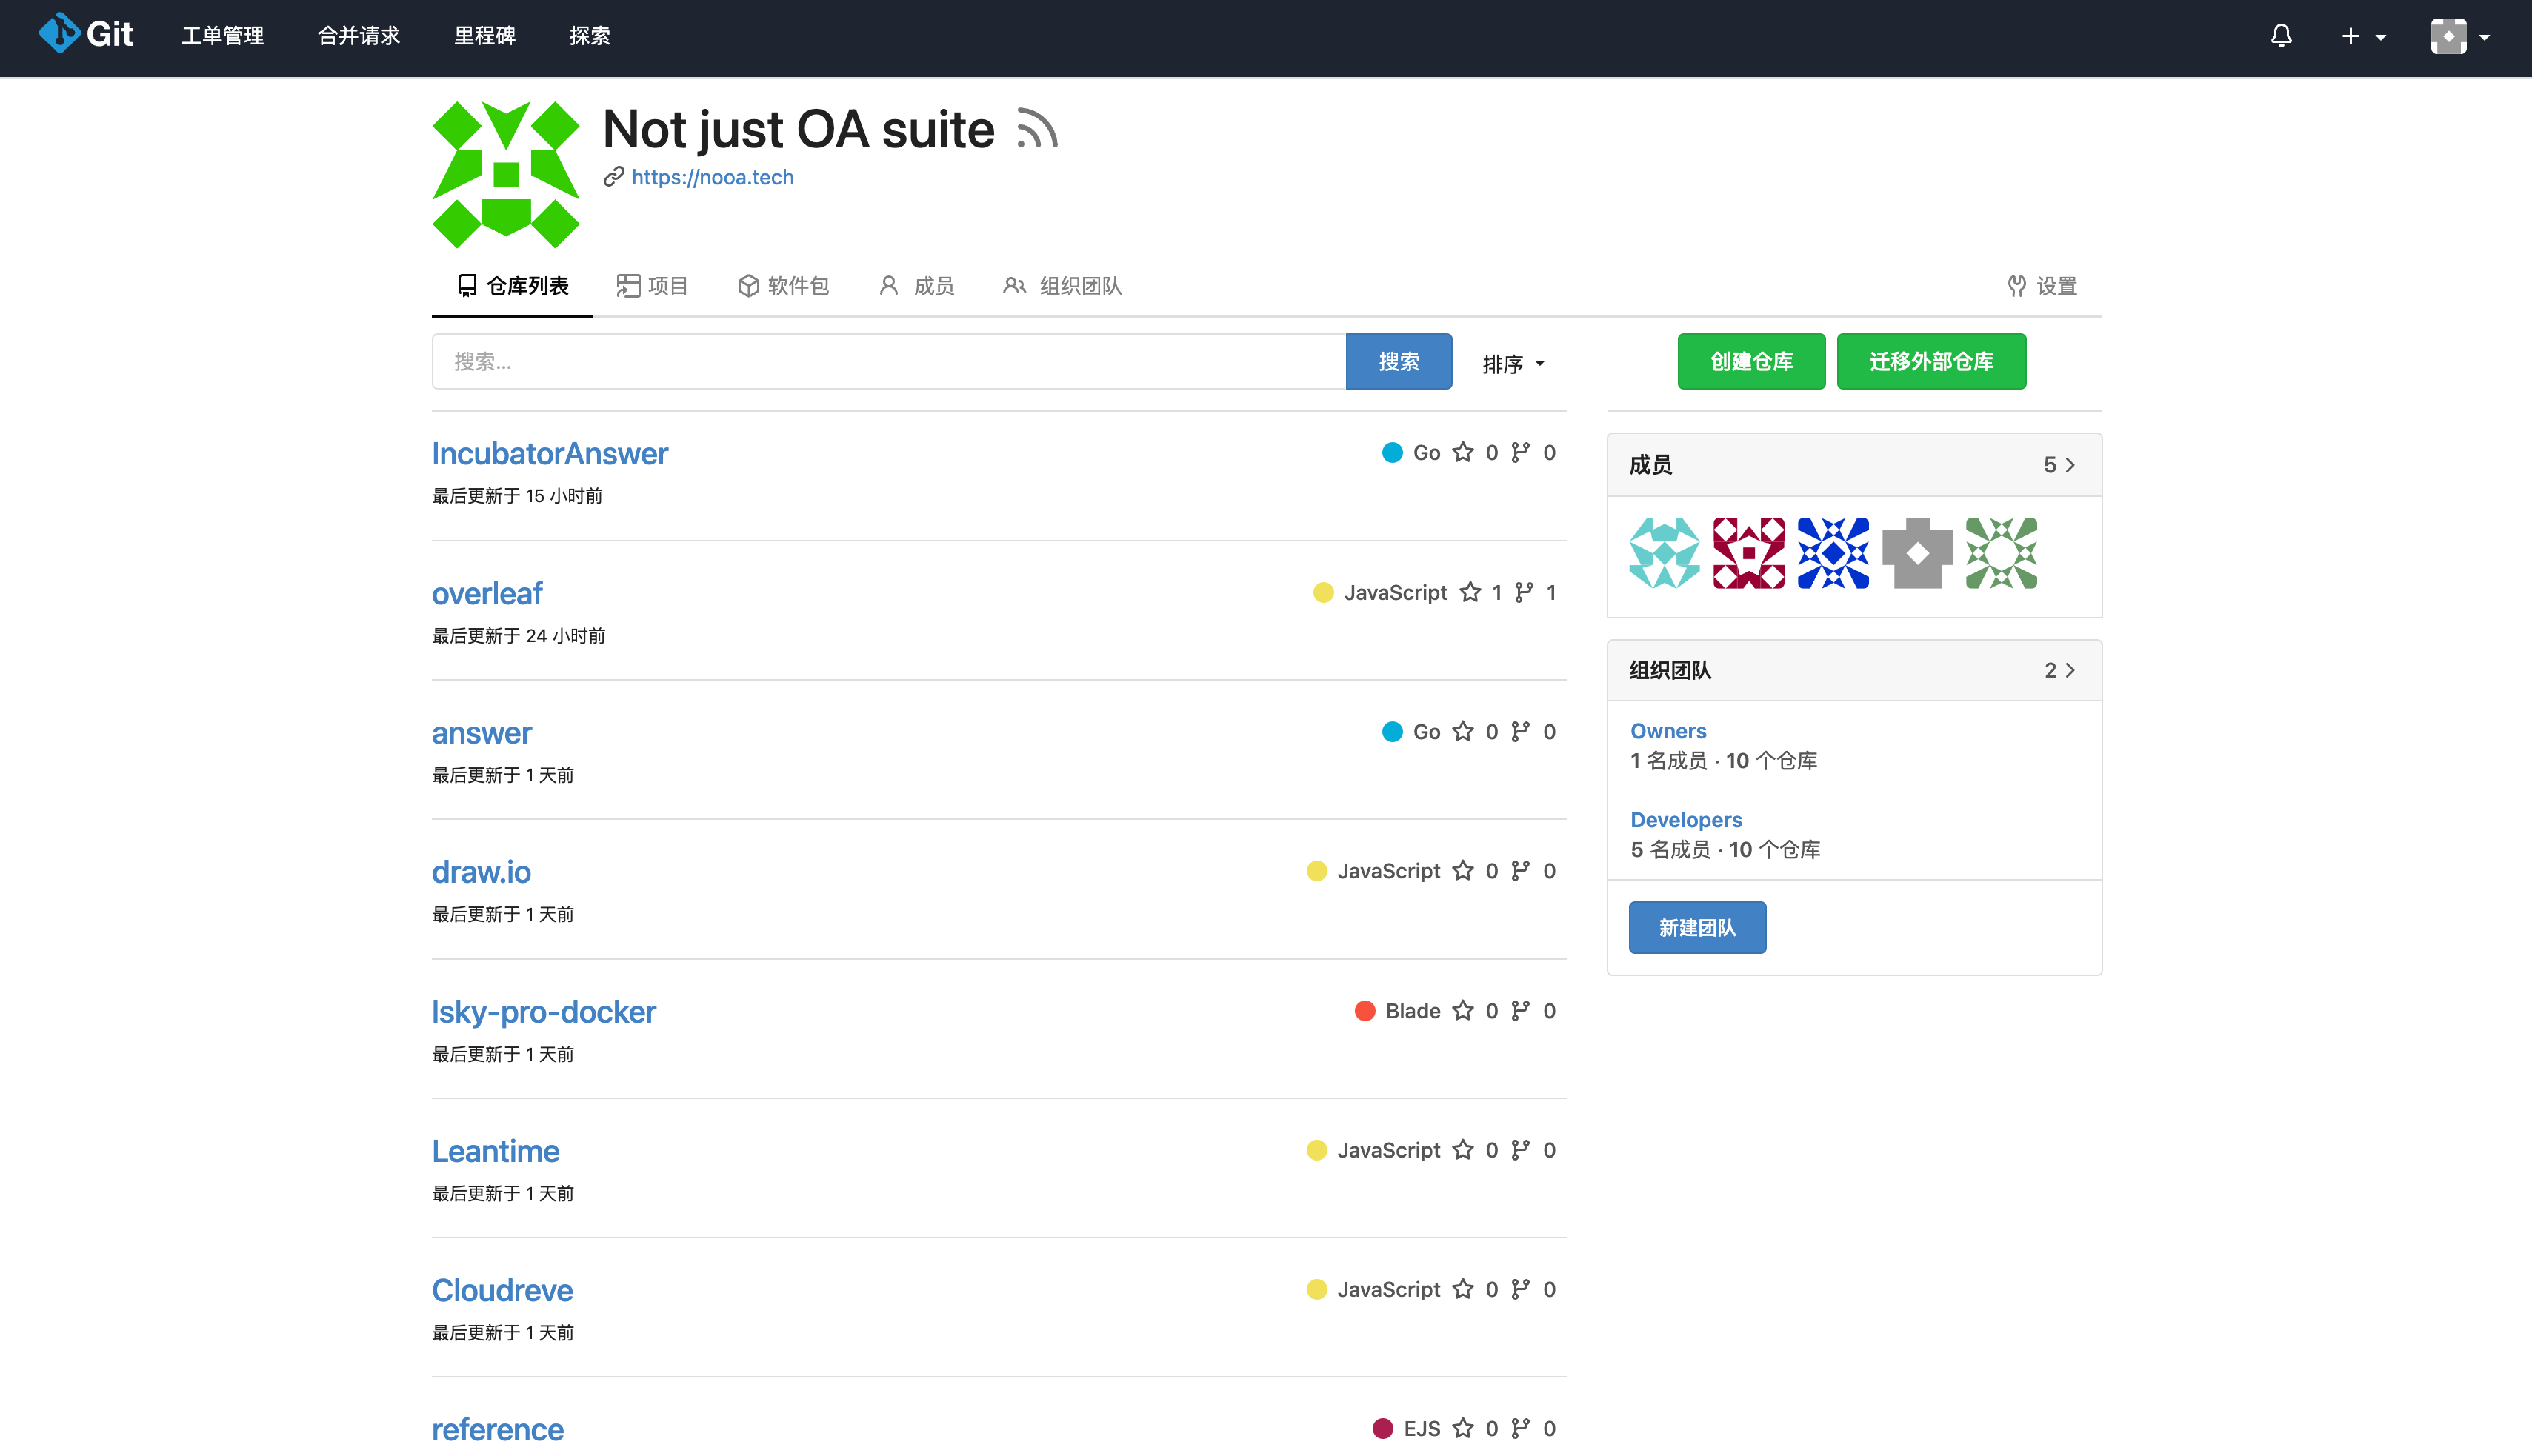 Git 工单管理 合并请求 里程碑 探索
Not just OA suite
https://nooa.tech
仓库列表 项目 软件包 成员 组织团队 设置
搜索... 搜索 排序 创建仓库 迁移外部仓库
IncubatorAnswer Go 0 0
最后更新于 15 小时前
overleaf JavaScript 1 1
最后更新于 24 小时前
answer Go 0 0
最后更新于 1 天前
draw.io JavaScript 0 0
最后更新于 1 天前
lsky-pro-docker Blade 0 0
最后更新于 1 天前
Leantime JavaScript 0 0
最后更新于 1 天前
Cloudreve JavaScript 0 0
最后更新于 1 天前
reference EJS 0 0
成员 5
组织团队 2
Owners
1 名成员 · 10 个仓库
Developers
5 名成员 · 10 个仓库
新建团队